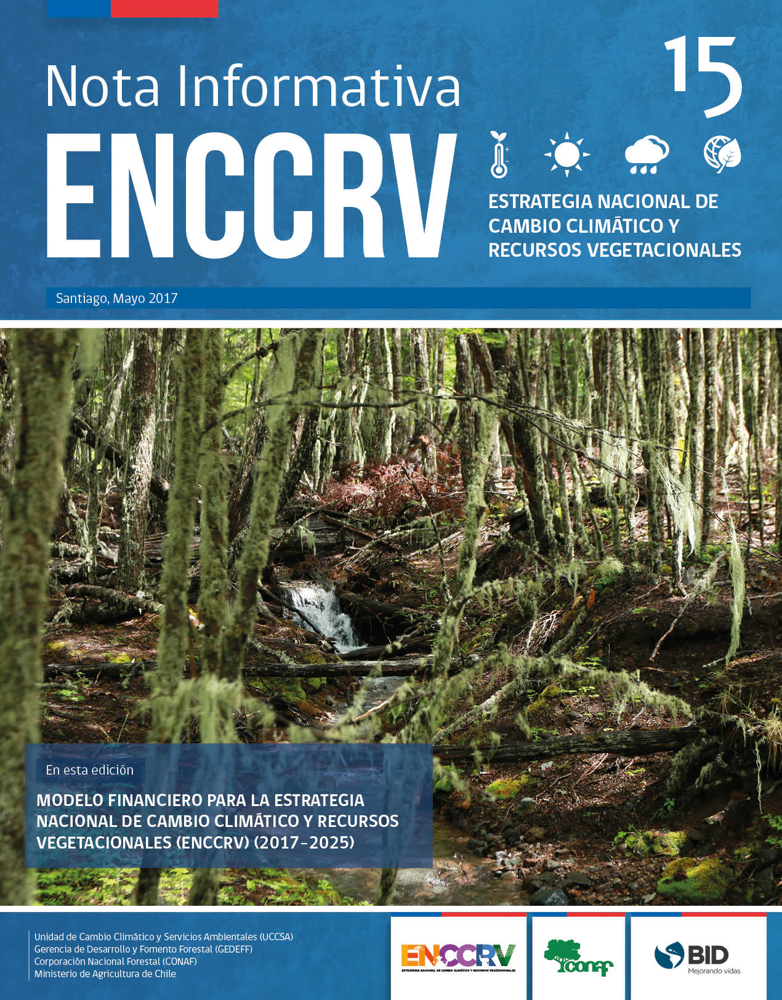 15
Nota Informativa
ENCCRV
ESTRATEGIA NACIONAL DE
CAMBIO CLIMÁTICO Y
RECURSOS VEGETACIONALES
Santiago, Mayo 2017
En esta edición
MODELO FINANCIERO PARA LA ESTRATEGIA
NACIONAL DE CAMBIO CLIMÁTICO Y RECURSOS
VEGETACIONALES (ENCCRV) (2017-2025)
Unidad de Cambio Climático y Servicios Ambientales (UCCSA)
Gerencia de Desarrollo y Fomento Forestal (GEDEFF)
Corporación Nacional Forestal (CONAF)
Ministerio de Agricultura de Chile
ENCCRV
ESTRATEGIA NACIONAL DE CAMBIO CLIMÁTICO Y RECURSOS VEGETACIONALES
conaf
BID
Mejorando vidas